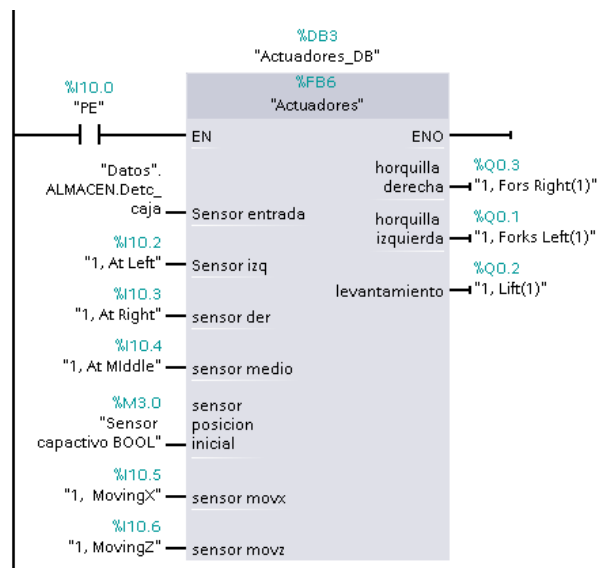 %DB3
"Actuadores_DB"
%I10.0
"PE"
%FB6
"Actuadores"
EN
ENO
"Datos".
ALMACEN.Detc_
caja
Sensor entrada
horquilla
derecha
%Q0.3
"1, Fors Right(1)"
%I10.2
"1, At Left"
Sensor izq
horquilla
izquierda
%Q0.1
"1, Forks Left(1)"
%I10.3
"1, At Right"
sensor der
levantamiento
%Q0.2
"1, Lift(1)"
%I10.4
"1, At MIddle"
sensor medio
%M3.0
"Sensor
capactivo BOOL"
sensor
posicion
inicial
%I10.5
"1,  MovingX"
sensor movx
%I10.6
"1, MovingZ"
sensor movz